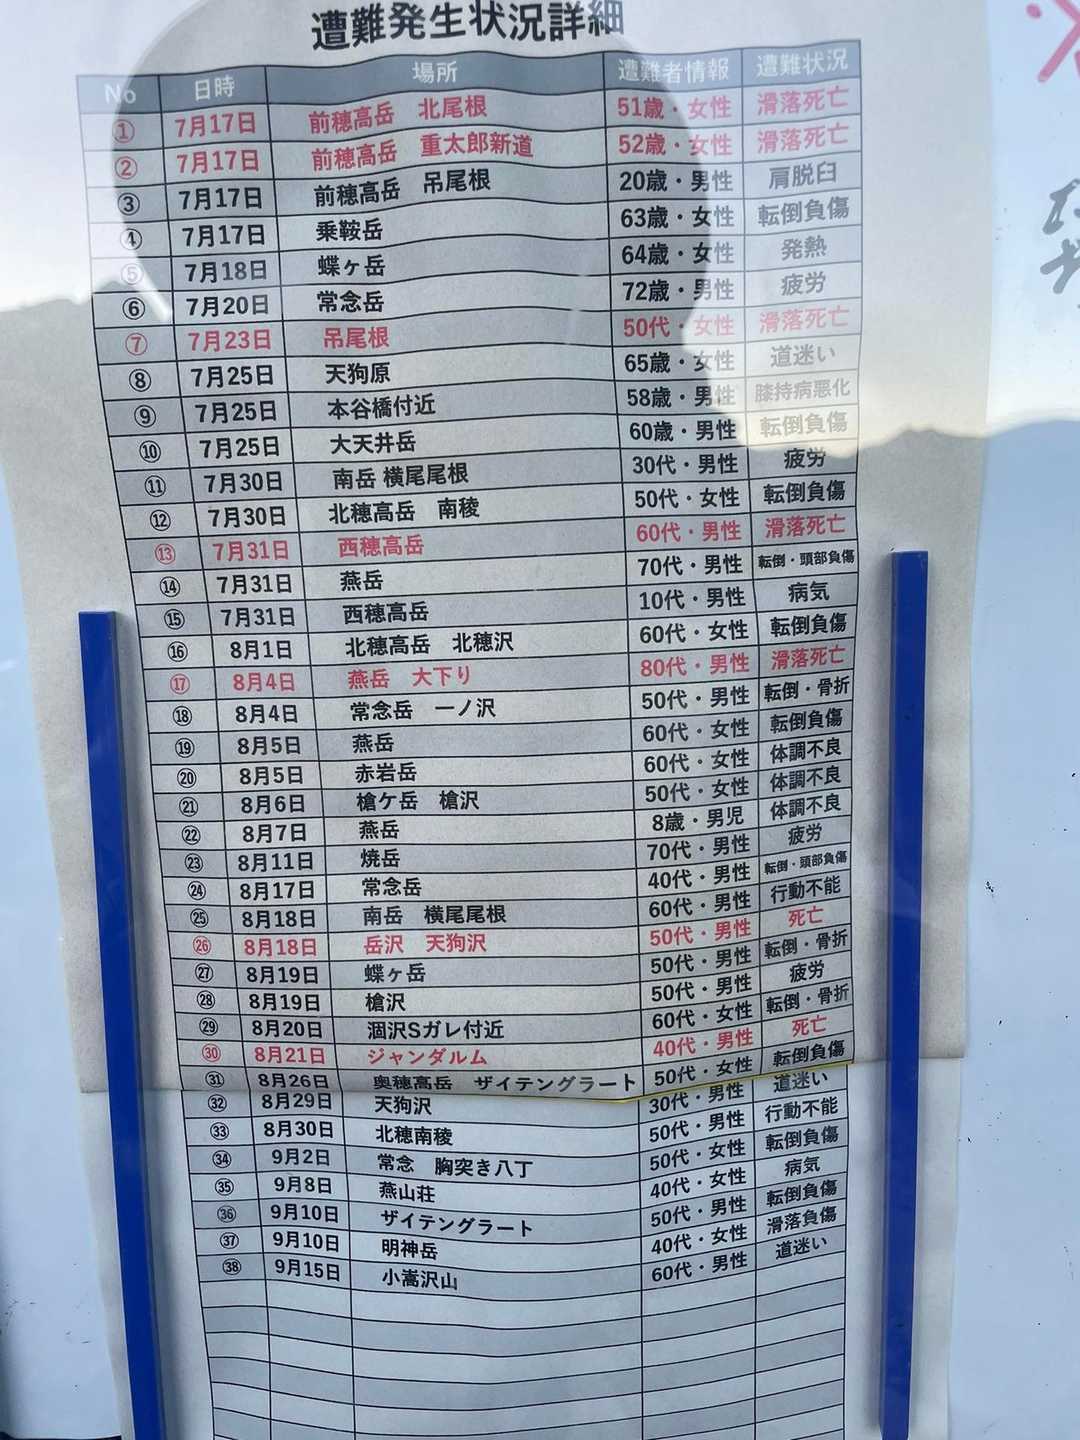 遭難発生状況詳細
No 日時 場所 遭難者情報 遭難状況
① 7月17日 前穂高岳 北尾根 51歳・女性 滑落死亡
② 7月17日 前穂高岳 重太郎新道 52歳・女性 滑落死亡
③ 7月17日 前穂高岳 吊尾根 20歳・男性 肩脱臼
④ 7月17日 乗鞍岳 63歳・女性 転倒負傷
⑤ 7月18日 蝶ヶ岳 64歳・女性 発熱
⑥ 7月20日 常念岳 72歳・男性 疲労
⑦ 7月23日 吊尾根 50代・女性 滑落死亡
⑧ 7月25日 天狗原 65歳・女性 道迷い
⑨ 7月25日 本谷橋付近 58歳・男性 膝持病悪化
⑩ 7月25日 大天井岳 60歳・男性 転倒負傷
⑪ 7月30日 南岳 横尾尾根 30代・男性 疲労
⑫ 7月30日 北穂高岳 南稜 50代・女性 転倒負傷
⑬ 7月31日 西穂高岳 60代・男性 滑落死亡
⑭ 7月31日 燕岳 70代・男性 転倒・頭部負傷
⑮ 7月31日 西穂高岳 10代・男性 病気
⑯ 8月1日 北穂高岳 北穂沢 60代・女性 転倒負傷
⑰ 8月4日 燕岳 大下り 80代・男性 滑落死亡
⑱ 8月4日 常念岳 一ノ沢 50代・男性 転倒・骨折
⑲ 8月5日 燕岳 60代・女性 転倒負傷
⑳ 8月5日 赤岩岳 60代・女性 体調不良
㉑ 8月6日 槍ケ岳 槍沢 50代・女性 体調不良
㉒ 8月7日 燕岳 8歳・男児 体調不良
㉓ 8月11日 焼岳 70代・男性 疲労
㉔ 8月17日 常念岳 40代・男性 転倒・頭部負傷
㉕ 8月18日 南岳 横尾尾根 60代・男性 行動不能
㉖ 8月18日 岳沢 天狗沢 50代・男性 死亡
㉗ 8月19日 蝶ヶ岳 50代・男性 転倒・骨折
㉘ 8月19日 槍沢 50代・男性 疲労
㉙ 8月20日 涸沢Sガレ付近 60代・女性 転倒・骨折
㉚ 8月21日 ジャンダルム 40代・男性 死亡
㉛ 8月26日 奥穂高岳 ザイテングラート 50代・女性 転倒負傷
㉜ 8月29日 天狗沢 30代・男性 道迷い
㉝ 8月30日 北穂南稜 50代・男性 行動不能
㉞ 9月2日 常念 胸突き八丁 50代・女性 転倒負傷
㉟ 9月8日 燕山荘 40代・女性 病気
㊱ 9月10日 ザイテングラート 50代・男性 転倒負傷
㊲ 9月10日 明神岳 40代・女性 滑落負傷
㊳ 9月15日 小嵩沢山 60代・男性 道迷い